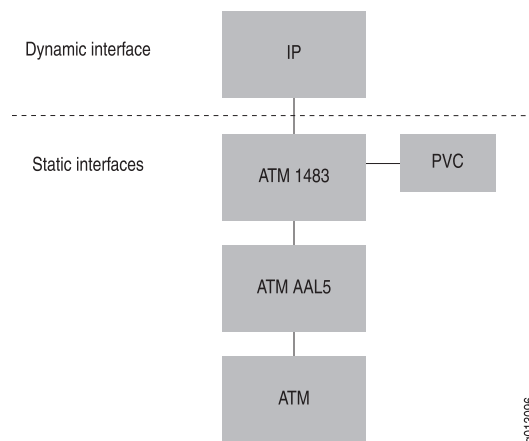 Dynamic interface
IP
Static interfaces
ATM 1483
PVC
ATM AAL5
ATM